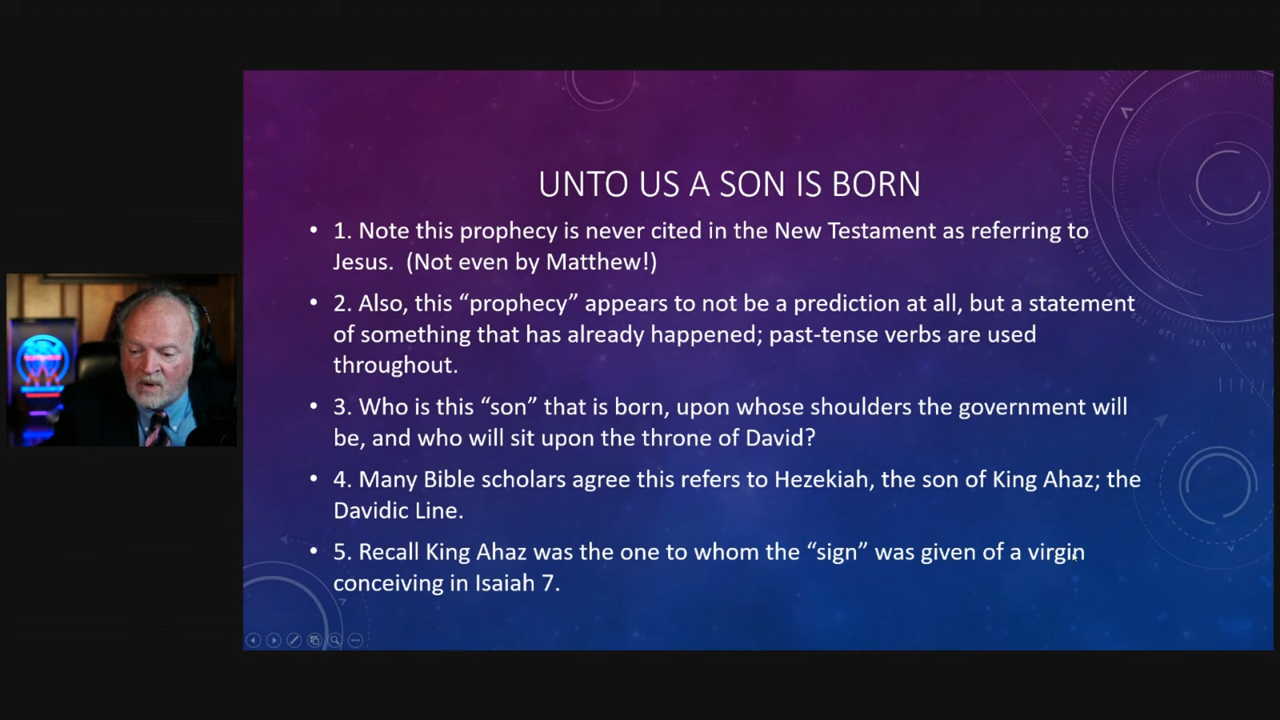 UNTO US A SON IS BORN
• 1. Note this prophecy is never cited in the New Testament as referring to
Jesus.  (Not even by Matthew!)
• 2. Also, this “prophecy” appears to not be a prediction at all, but a statement
of something that has already happened; past-tense verbs are used
throughout.
• 3. Who is this “son” that is born, upon whose shoulders the government will
be, and who will sit upon the throne of David?
• 4. Many Bible scholars agree this refers to Hezekiah, the son of King Ahaz; the
Davidic Line.
• 5. Recall King Ahaz was the one to whom the “sign” was given of a virgin
conceiving in Isaiah 7.